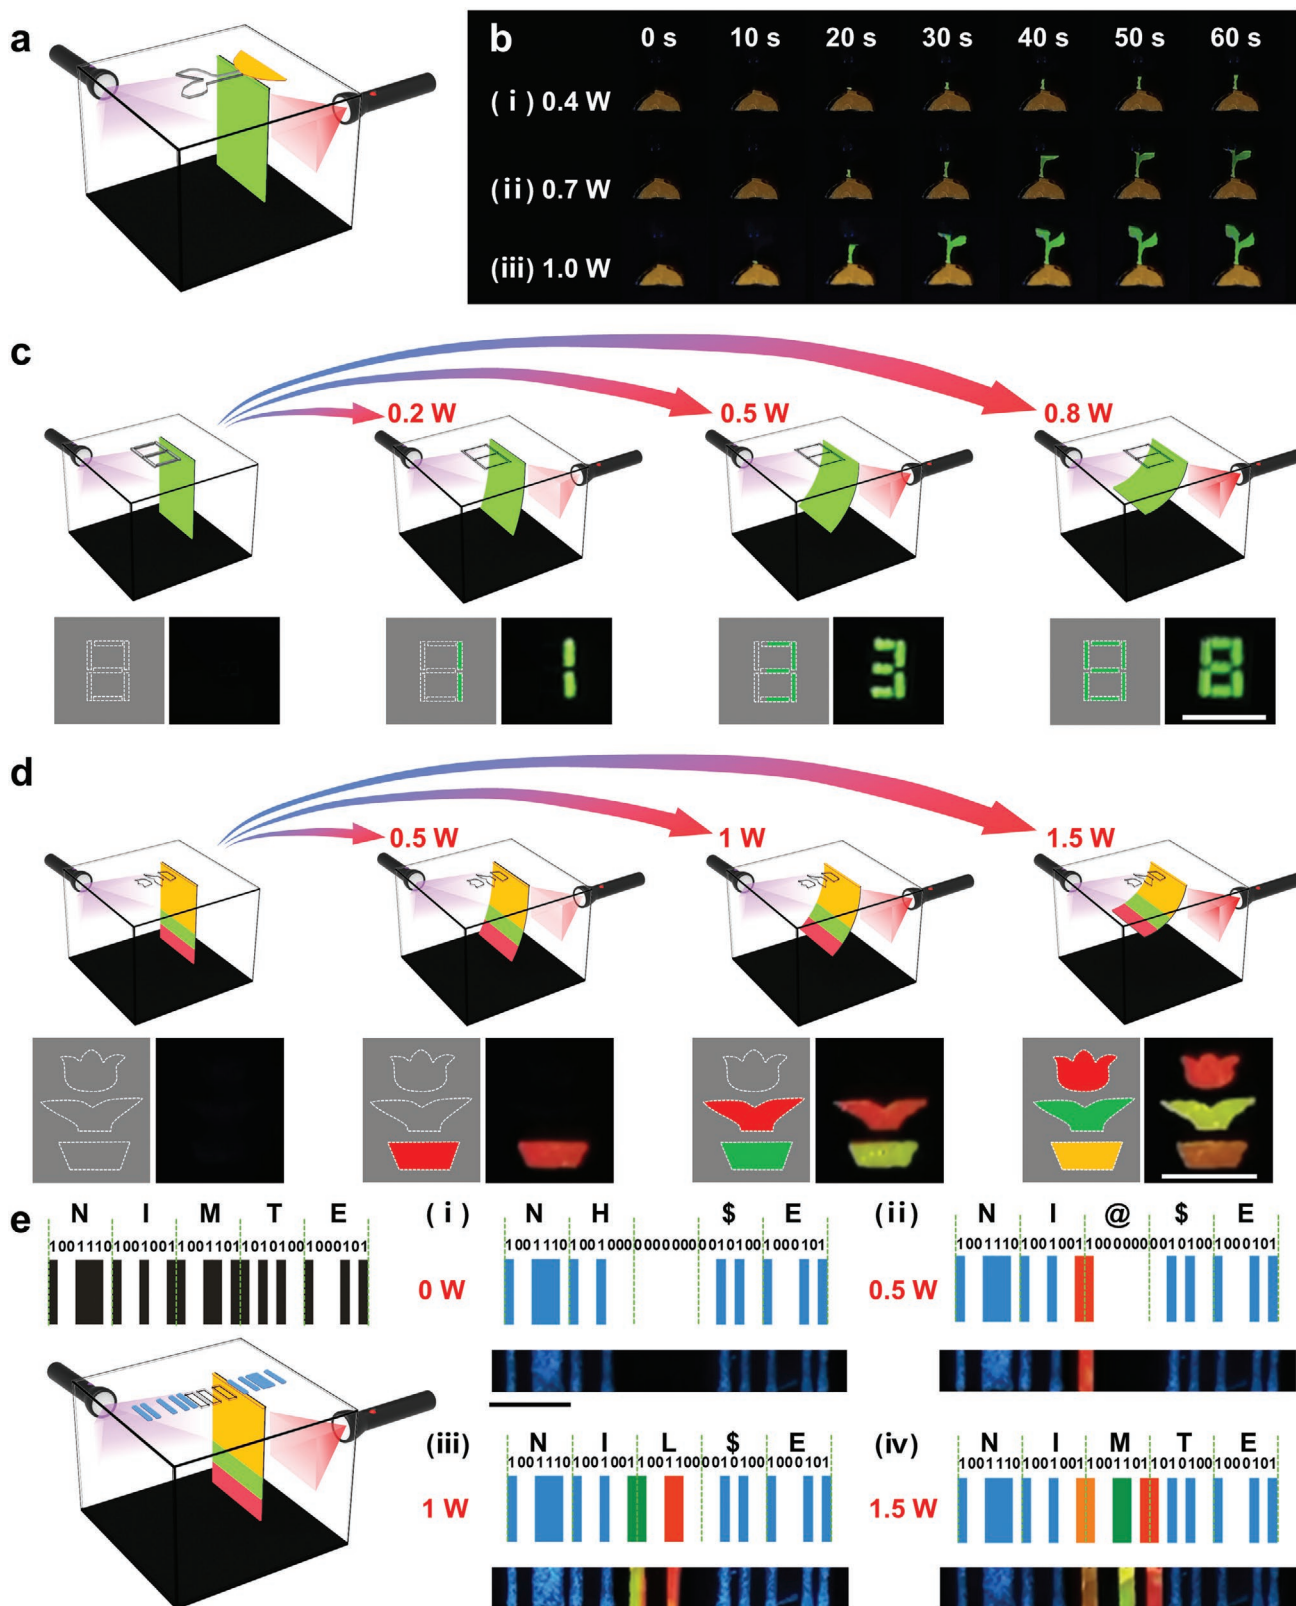 a
b
0 s 10 s 20 s 30 s 40 s 50 s 60 s
(i) 0.4 W
(ii) 0.7 W
(iii) 1.0 W
c
0.2 W 0.5 W 0.8 W
d
0.5 W 1 W 1.5 W
e
N I M T E
1001110 1001001 1001101 1010100 1000101
(i) N H $ E
1001110 1001000 0000000 0010100 1000101
0 W
(ii) N I @ $ E
1001110 1001001 1000000 0010100 1000101
0.5 W
(iii) N I L $ E
1001110 1001001 1001100 0010100 1000101
1 W
(iv) N I M T E
1001110 1001001 1001101 1010100 1000101
1.5 W